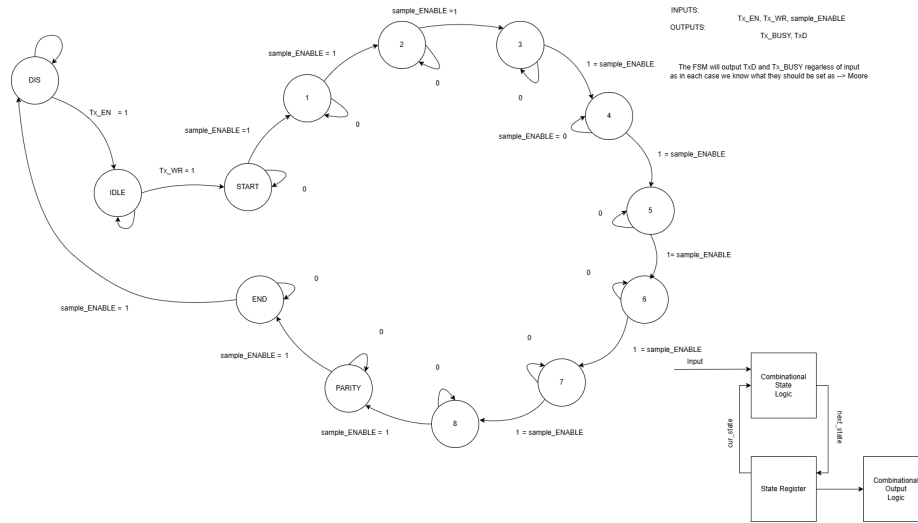 INPUTS:
Tx_EN, Tx_WR, sample_ENABLE
OUTPUTS:
Tx_BUSY, TxD
The FSM will output TxD and Tx_BUSY regarless of input
as in each case we know what they should be set as --> Moore
DIS
Tx_EN = 1
IDLE
Tx_WR = 1
START
0
sample_ENABLE =1
1
0
sample_ENABLE = 1
2
0
sample_ENABLE =1
3
0
1 = sample_ENABLE
4
sample_ENABLE = 0
1 = sample_ENABLE
5
0
1= sample_ENABLE
6
0
1 = sample_ENABLE
7
0
1 = sample_ENABLE
8
0
sample_ENABLE = 1
PARITY
0
sample_ENABLE = 1
END
0
sample_ENABLE = 1
Input
Combinational
State
Logic
cur_state
next_state
State Register
Combinational
Output
Logic